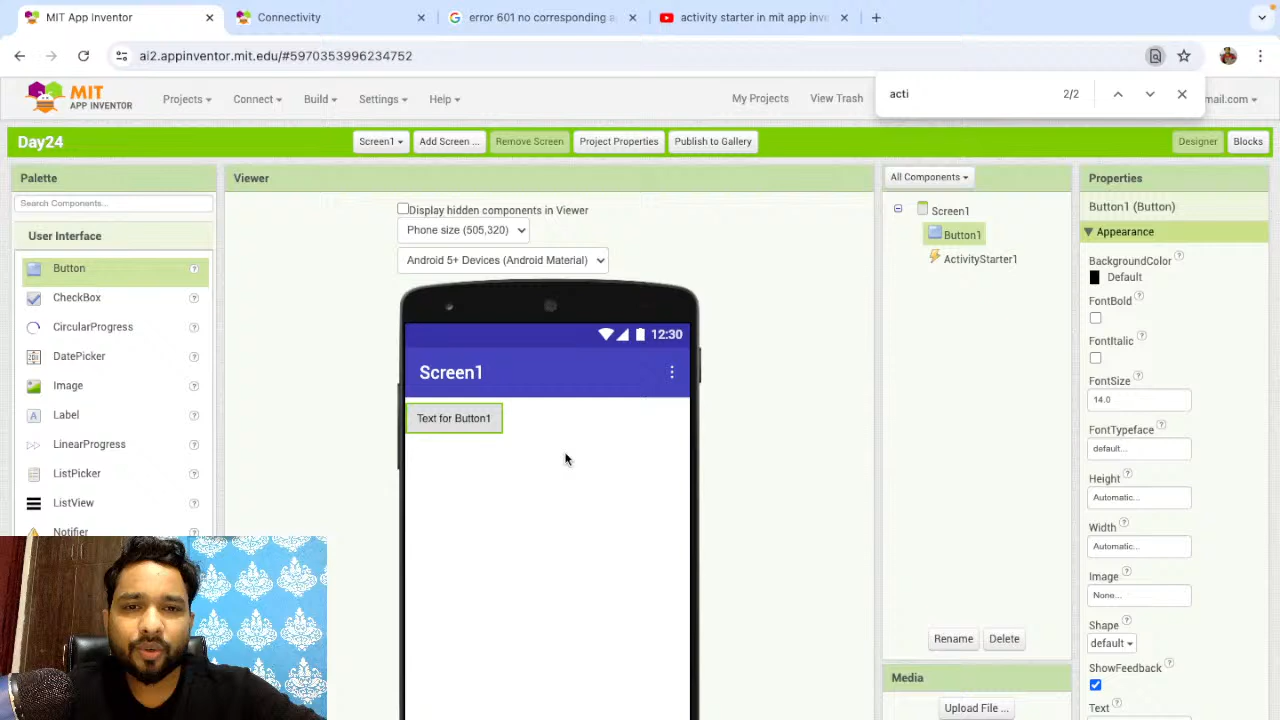 MIT App Inventor
Connectivity
error 601 no corresponding a
activity starter in mit app inve
ai2.appinventor.mit.edu/#5970353996234752
acti
2/2
MIT
APP INVENTOR
Projects
Connect
Build
Settings
Help
My Projects
View Trash
mail.com
Day24
Screen1
Add Screen ...
Remove Screen
Project Properties
Publish to Gallery
Designer
Blocks
Palette
Search Components...
User Interface
Button
CheckBox
CircularProgress
DatePicker
Image
Label
LinearProgress
ListPicker
ListView
Notifier
Viewer
Display hidden components in Viewer
Phone size (505,320)
Android 5+ Devices (Android Material)
12:30
Screen1
Text for Button1
All Components
Screen1
Button1
ActivityStarter1
Rename
Delete
Media
Upload File ...
Properties
Button1 (Button)
Appearance
BackgroundColor
Default
FontBold
FontItalic
FontSize
14.0
FontTypeface
default...
Height
Automatic...
Width
Automatic...
Image
None...
Shape
default
ShowFeedback
Text